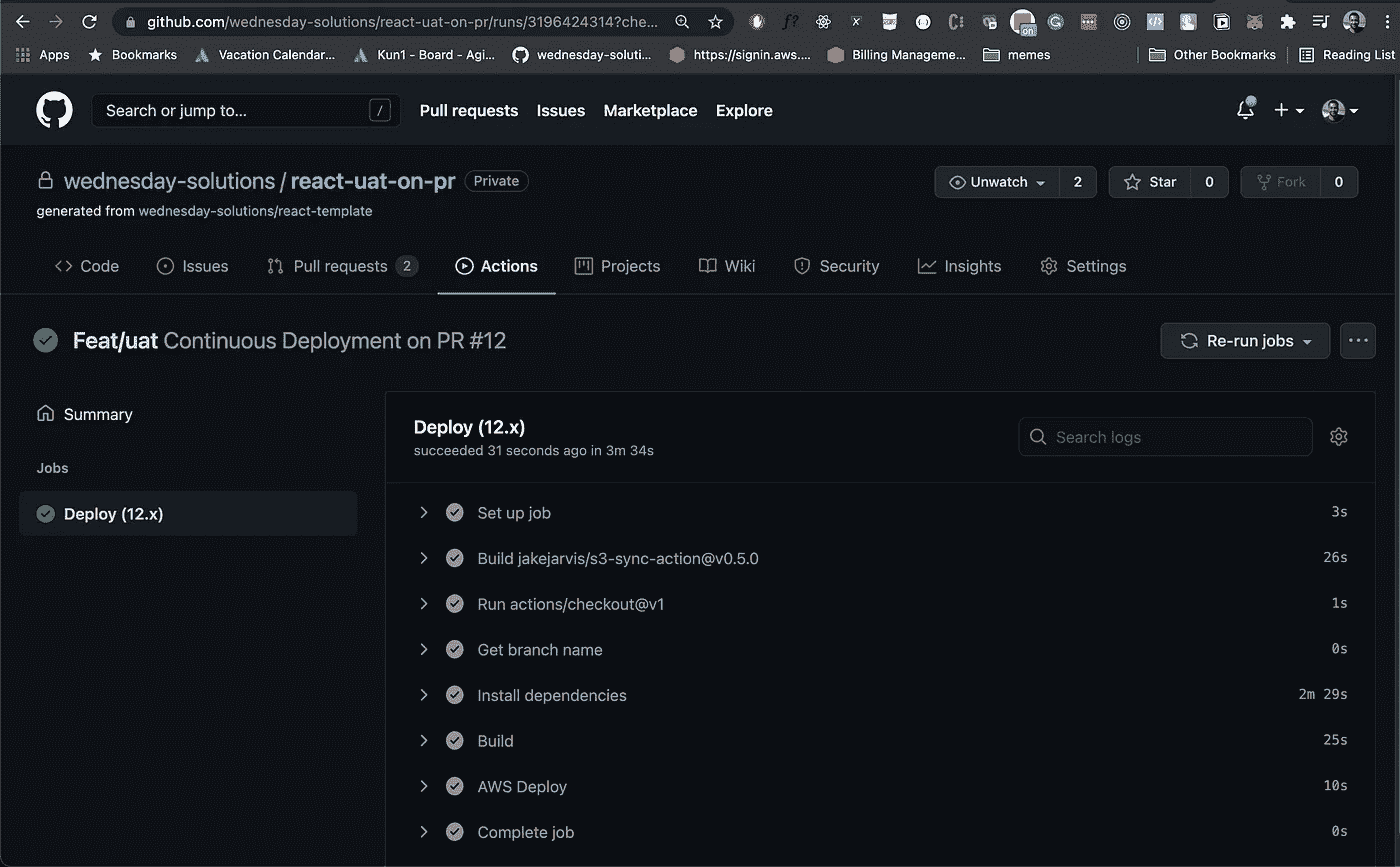 github.com/wednesday-solutions/react-uat-on-pr/runs/3196424314?che...
on
Apps Bookmarks Vacation Calendar... Kun1 - Board - Agi... wednesday-soluti... https://signin.aws.... Billing Manageme... memes Other Bookmarks Reading List
Search or jump to... / Pull requests Issues Marketplace Explore
wednesday-solutions / react-uat-on-pr Private Unwatch 2 Star 0 Fork 0
generated from wednesday-solutions/react-template
Code Issues Pull requests 2 Actions Projects Wiki Security Insights Settings
Feat/uat Continuous Deployment on PR #12 Re-run jobs
Summary
Jobs
Deploy (12.x)
Deploy (12.x)
succeeded 31 seconds ago in 3m 34s
Search logs
Set up job 3s
Build jakejarvis/s3-sync-action@v0.5.0 26s
Run actions/checkout@v1 1s
Get branch name 0s
Install dependencies 2m 29s
Build 25s
AWS Deploy 10s
Complete job 0s